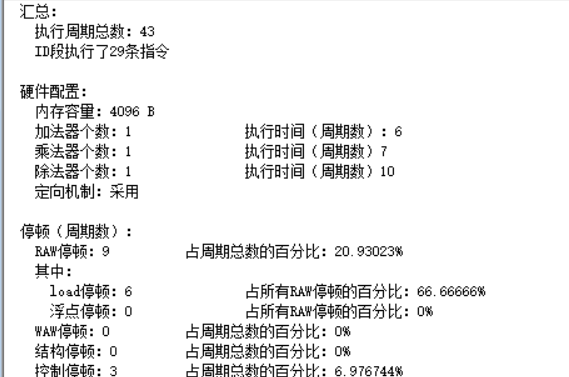 汇总：
执行周期总数：43
ID段执行了29条指令
硬件配置：
内存容量：4096 B
加法器个数：1 执行时间（周期数）：6
乘法器个数：1 执行时间（周期数）7
除法器个数：1 执行时间（周期数）10
定向机制：采用
停顿（周期数）：
RAW停顿：9 占周期总数的百分比：20.93023%
其中：
load停顿：6 占所有RAW停顿的百分比：66.66666%
浮点停顿：0 占所有RAW停顿的百分比：0%
WAW停顿：0 占周期总数的百分比：0%
结构停顿：0 占周期总数的百分比：0%
控制停顿：3 占周期总数的百分比：6.976744%